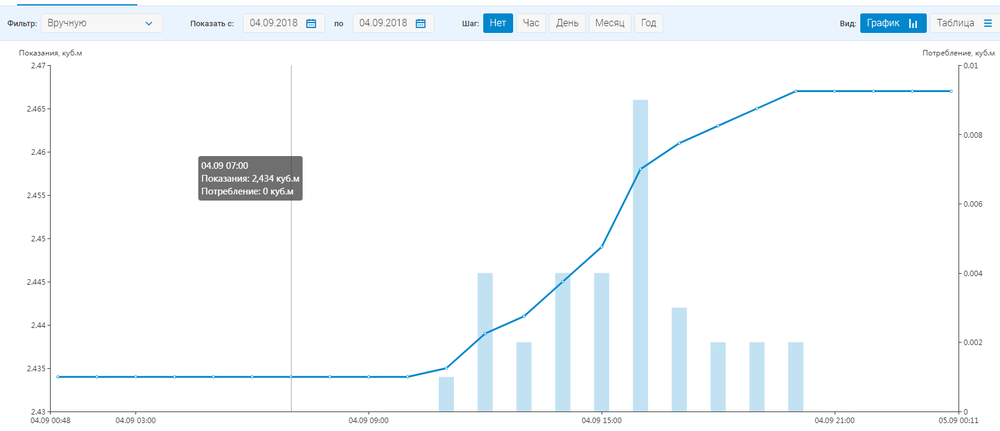 Фильтр: Вручную Показать с: 04.09.2018 по 04.09.2018 Шаг: Нет Час День Месяц Год Вид: График Таблица
Показания, куб.м Потребление, куб.м
2.47 0.01
2.465
0.008
2.46
04.09 07:00
Показания: 2,434 куб.м
Потребление: 0 куб.м
2.455
0.006
2.45
2.445
0.004
2.44
0.002
2.435
2.43 0
04.09 00:48 04.09 03:00 04.09 09:00 04.09 15:00 04.09 21:00 05.09 00:11